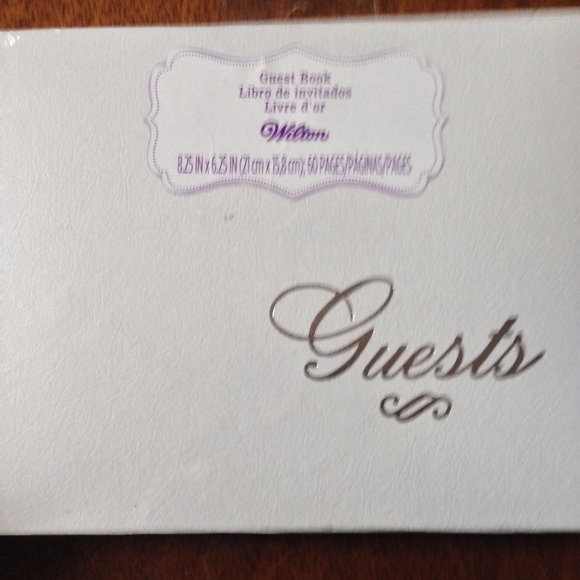 Guest Book
Libro de invitados
Livre d'or
Wilton
8.25 IN x 6.25 IN (21 cm x 15,8 cm); 60 PAGES/PÁGINAS/PAGES
Guests